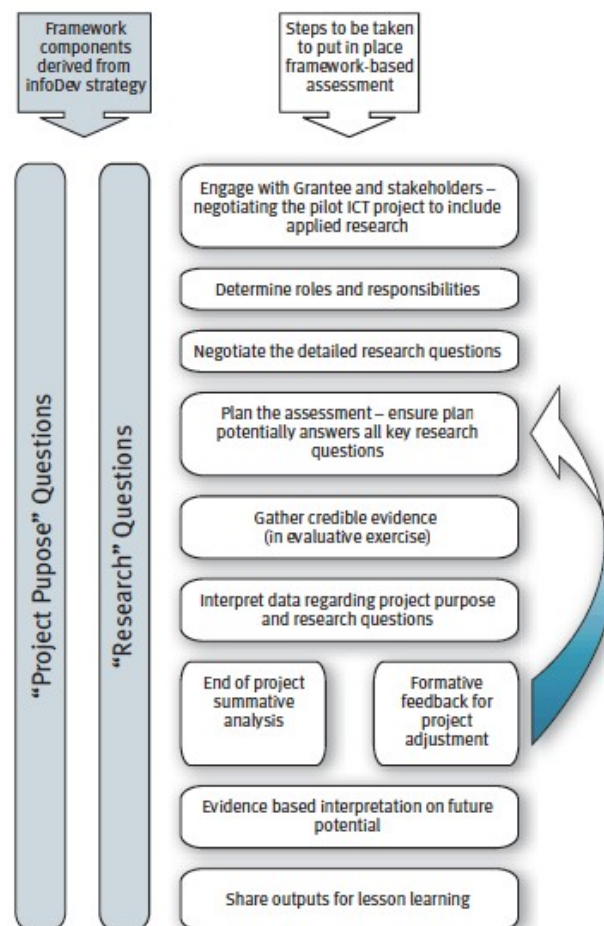 Framework
components
derived from
infoDev strategy
Steps to be taken
to put in place
framework-based
assessment
"Project Pupose" Questions
"Research" Questions
Engage with Grantee and stakeholders –
negotiating the pilot ICT project to include
applied research
Determine roles and responsibilities
Negotiate the detailed research questions
Plan the assessment – ensure plan
potentially answers all key research
questions
Gather credible evidence
(in evaluative exercise)
Interpret data regarding project purpose
and research questions
End of project
summative
analysis
Formative
feedback for
project
adjustment
Evidence based interpretation on future
potential
Share outputs for lesson learning